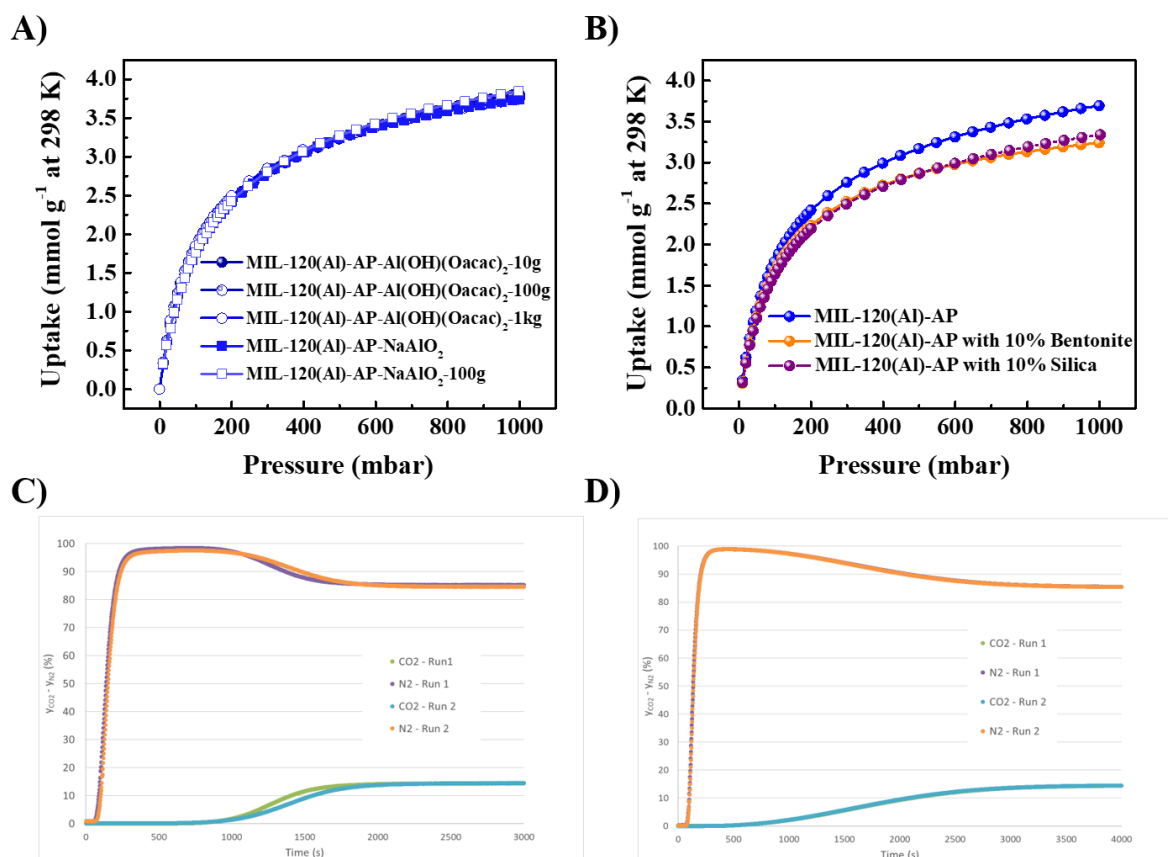 A)
Uptake (mmol g⁻¹ at 298 K)
4.0
3.5
3.0
2.5
2.0
1.5
1.0
0.5
0.0
MIL-120(Al)-AP-Al(OH)(Oacac)₂-10g
MIL-120(Al)-AP-Al(OH)(Oacac)₂-100g
MIL-120(Al)-AP-Al(OH)(Oacac)₂-1kg
MIL-120(Al)-AP-NaAlO₂
MIL-120(Al)-AP-NaAlO₂-100g
0 200 400 600 800 1000
Pressure (mbar)
B)
Uptake (mmol g⁻¹ at 298 K)
4.0
3.5
3.0
2.5
2.0
1.5
1.0
0.5
0.0
MIL-120(Al)-AP
MIL-120(Al)-AP with 10% Bentonite
MIL-120(Al)-AP with 10% Silica
0 200 400 600 800 1000
Pressure (mbar)
C)
y_CO2 - y_N2 (%)
100
90
80
70
60
50
40
30
20
10
0
CO2 - Run1
N2 - Run 1
CO2 - Run 2
N2 - Run 2
0 500 1000 1500 2000 2500 3000
Time (s)
D)
y_CO2 - y_N2 (%)
100
90
80
70
60
50
40
30
20
10
0
CO2 - Run 1
N2 - Run 1
CO2 - Run 2
N2 - Run 2
0 500 1000 1500 2000 2500 3000 3500 4000
Time (s)